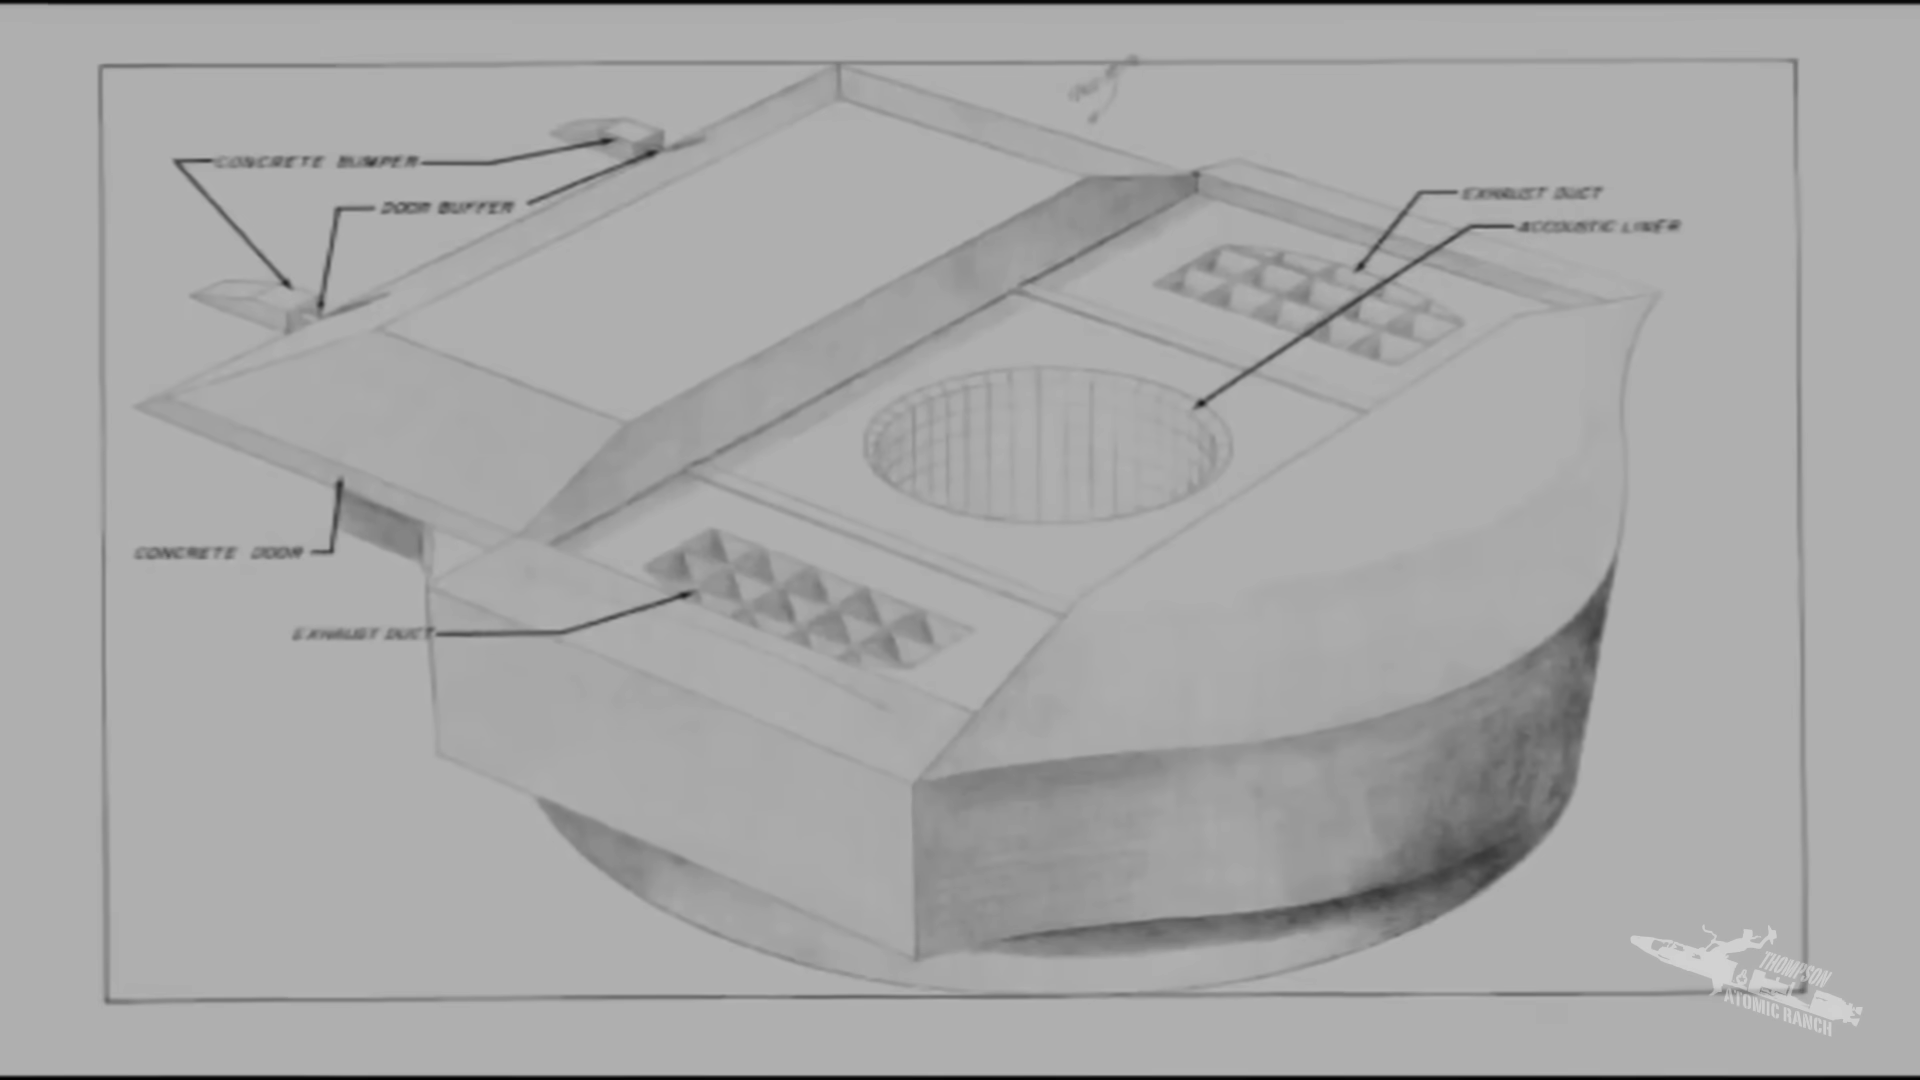 CONCRETE BUMPER
DOOR BUFFER
EXHAUST DUCT
ACCOUSTIC LINER
CONCRETE DOOR
EXHAUST DUCT
THOMPSON
ATOMIC RANCH